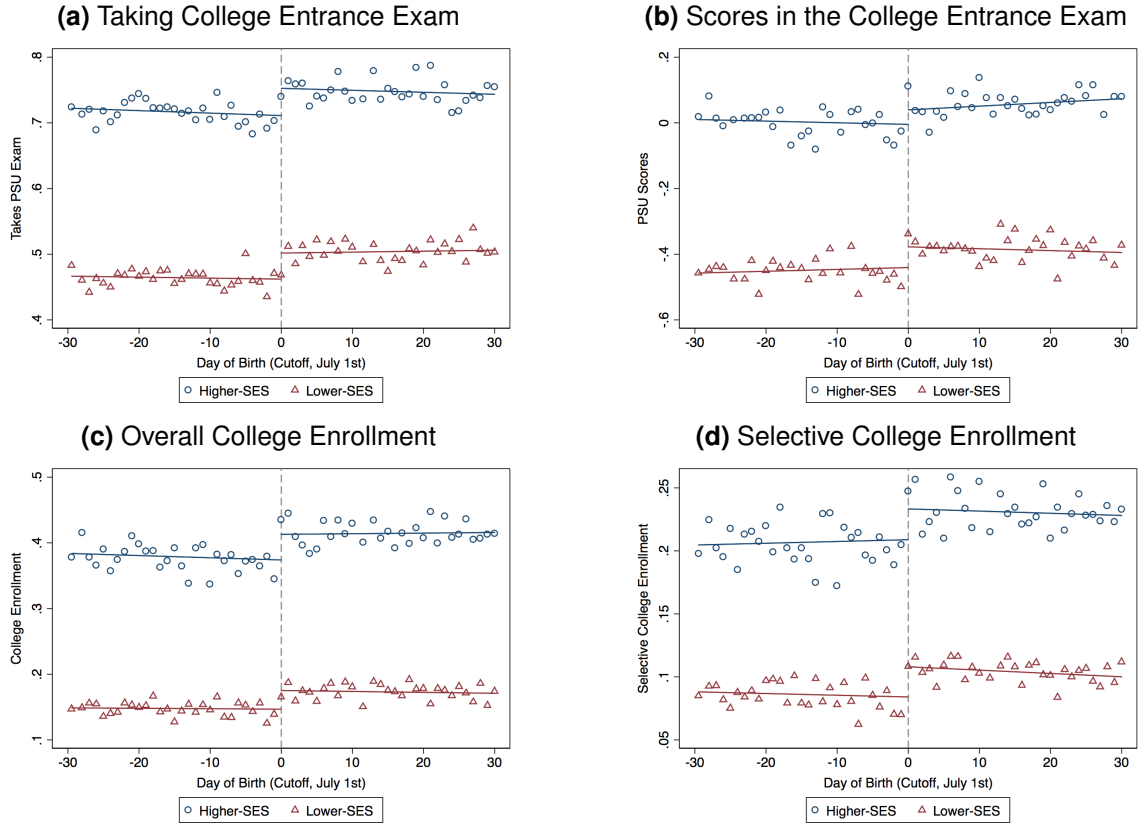 (a) Taking College Entrance Exam
Takes PSU Exam
.8
.7
.6
.5
.4
-30 -20 -10 0 10 20 30
Day of Birth (Cutoff, July 1st)
Higher-SES Lower-SES
(b) Scores in the College Entrance Exam
PSU Scores
.2
0
-.2
-.4
-.6
-30 -20 -10 0 10 20 30
Day of Birth (Cutoff, July 1st)
Higher-SES Lower-SES
(c) Overall College Enrollment
College Enrollment
.5
.4
.3
.2
.1
-30 -20 -10 0 10 20 30
Day of Birth (Cutoff, July 1st)
Higher-SES Lower-SES
(d) Selective College Enrollment
Selective College Enrollment
.25
.2
.15
.1
.05
-30 -20 -10 0 10 20 30
Day of Birth (Cutoff, July 1st)
Higher-SES Lower-SES